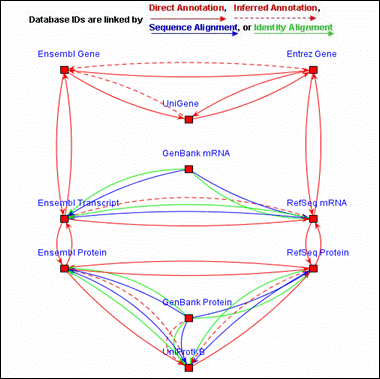 Direct Annotation, Inferred Annotation,
Database IDs are linked by
Sequence Alignment, or Identity Alignment
Ensembl Gene Entrez Gene
UniGene
GenBank mRNA
Ensembl Transcript RefSeq mRNA
Ensembl Protein RefSeq Protein
GenBank Protein
UniProtKB